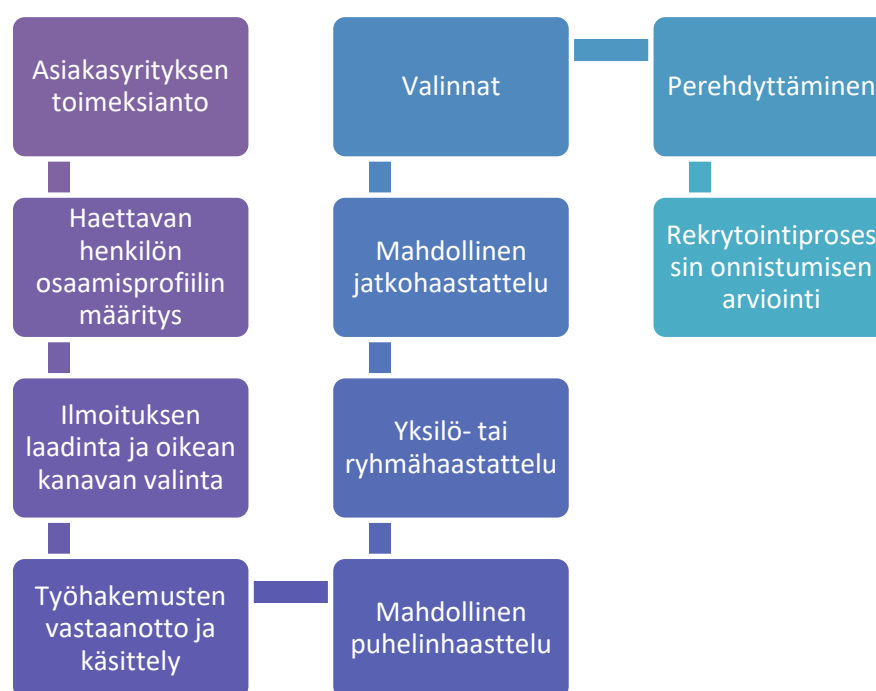 Asiakasyrityksen
toimeksianto
Haettavan
henkilön
osaamisprofiilin
määritys
Ilmoituksen
laadinta ja oikean
kanavan valinta
Työhakemusten
vastaanotto ja
käsittely
Mahdollinen
puhelinhaasttelu
Yksilö- tai
ryhmähaastattelu
Mahdollinen
jatkohaastattelu
Valinnat
Perehdyttäminen
Rekrytointiproses
sin onnistumisen
arviointi